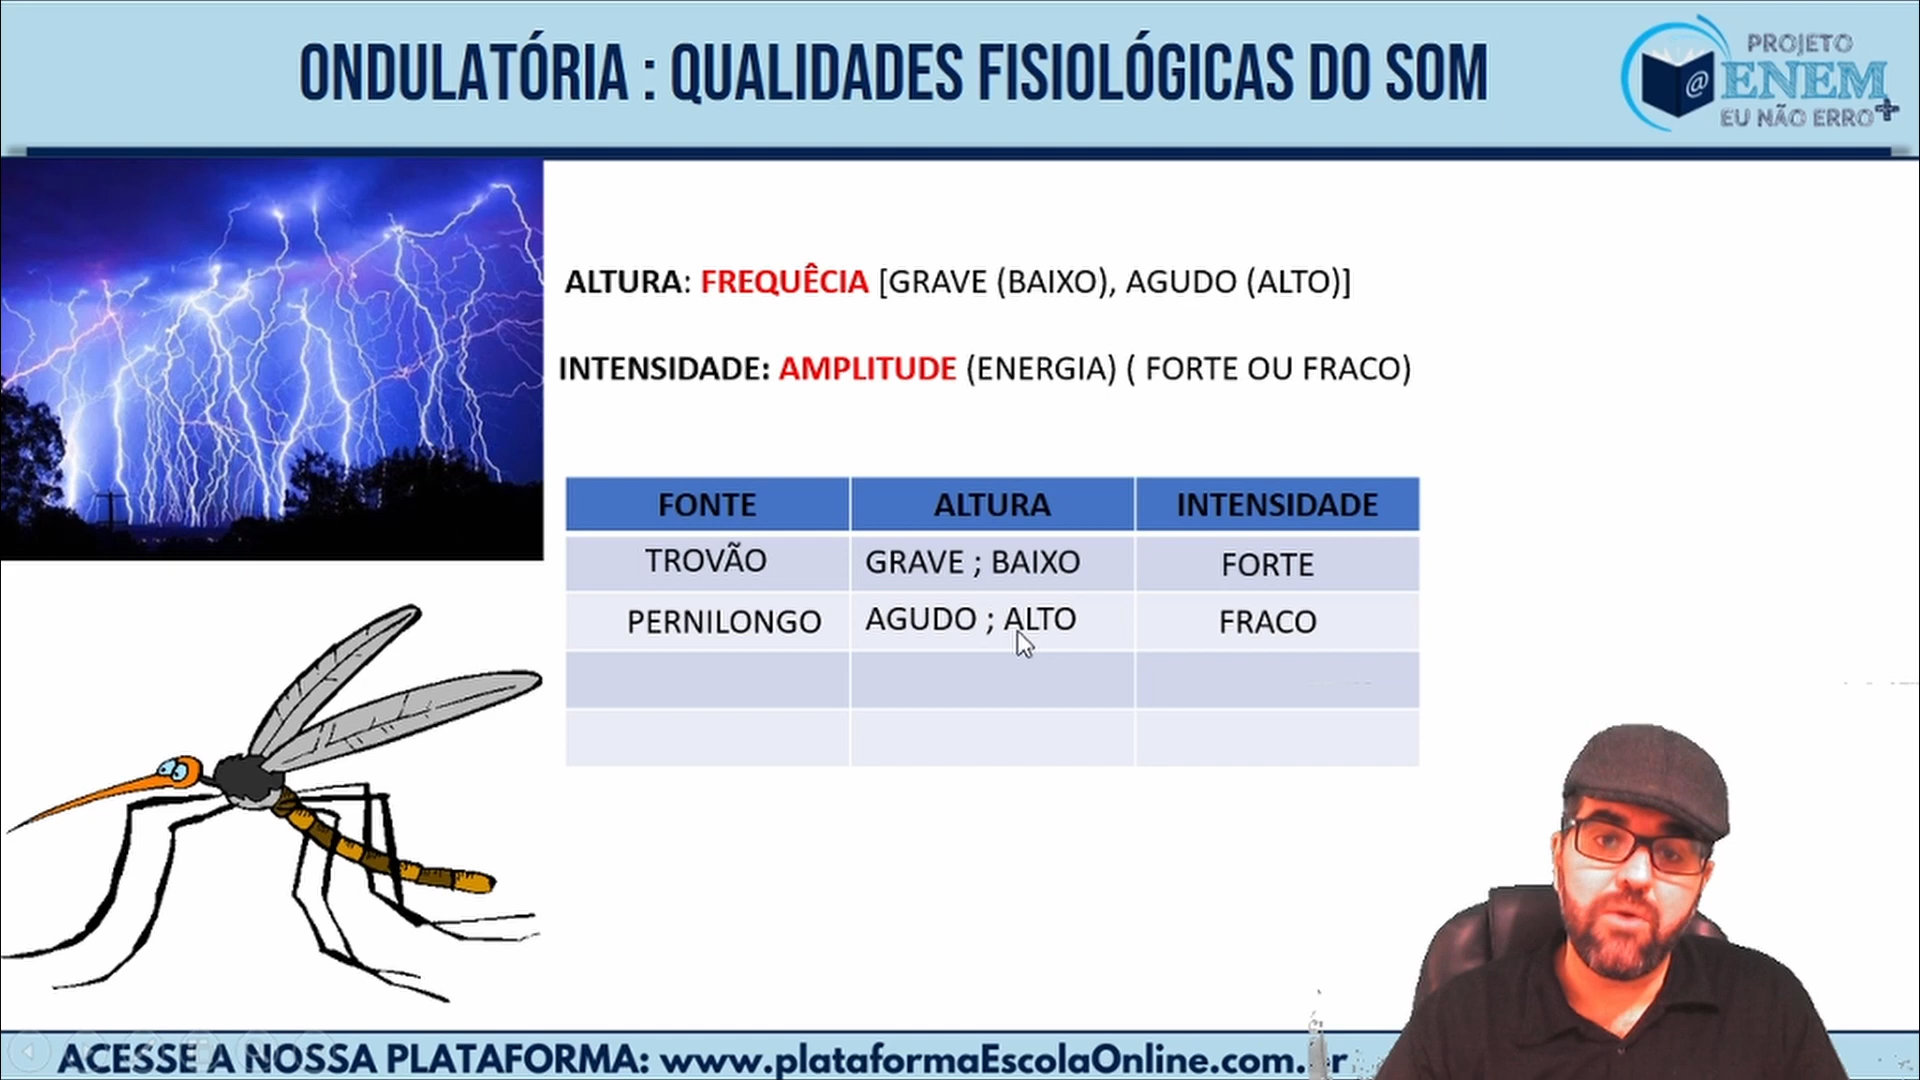 ONDULATÓRIA : QUALIDADES FISIOLÓGICAS DO SOM
PROJETO
@ENEM
EU NÃO ERRO+
ALTURA: FREQUÊCIA [GRAVE (BAIXO), AGUDO (ALTO)]
INTENSIDADE: AMPLITUDE (ENERGIA) ( FORTE OU FRACO)
FONTE ALTURA INTENSIDADE
TROVÃO GRAVE ; BAIXO FORTE
PERNILONGO AGUDO ; ALTO FRACO
ACESSE A NOSSA PLATAFORMA: www.plataformaEscolaOnline.com.br